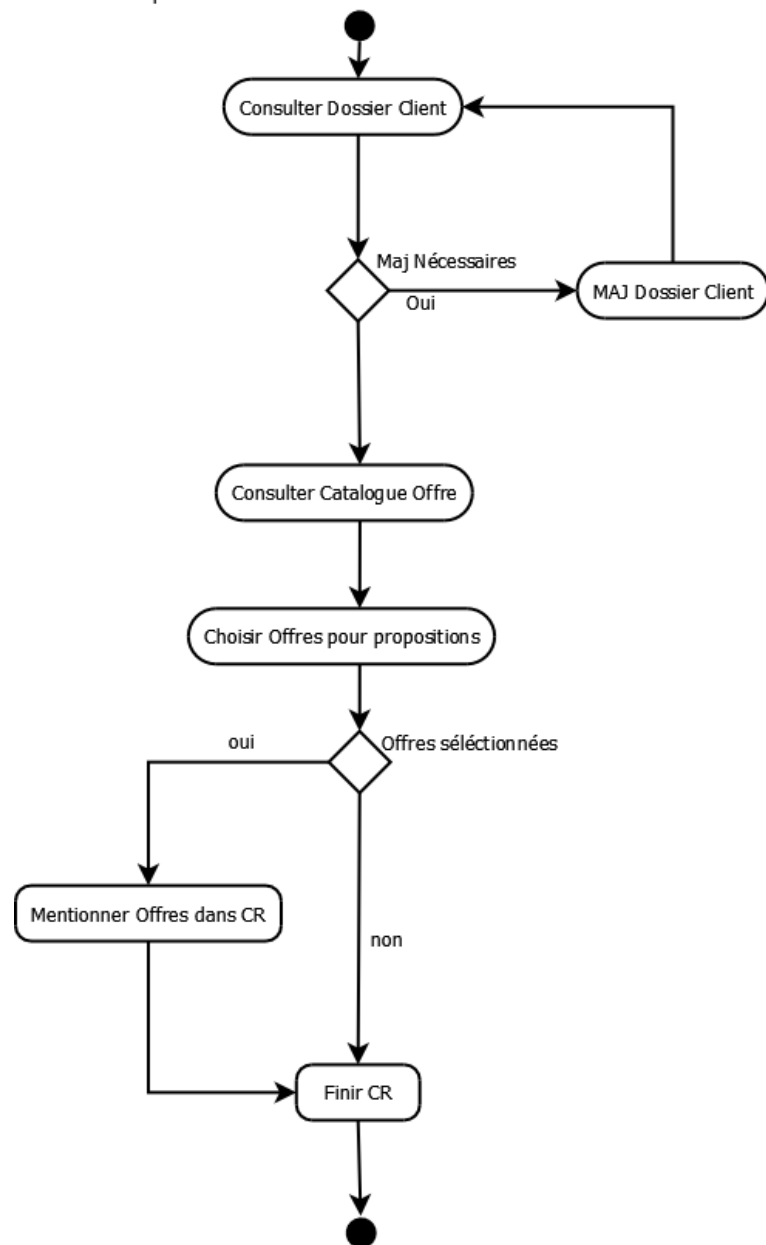 Consulter Dossier Client
Maj Nécessaires
Oui
MAJ Dossier Client
Consulter Catalogue Offre
Choisir Offres pour propositions
oui
Offres séléctionnées
Mentionner Offres dans CR
non
Finir CR